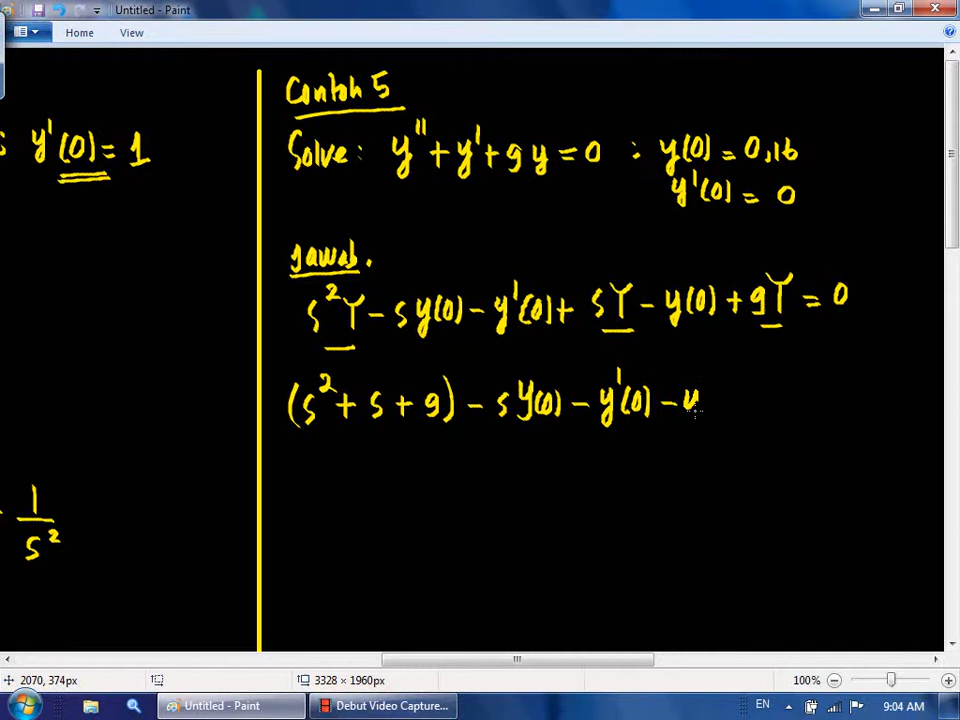 Untitled - Paint
Home View
y'(0) = 1
1
s²
Contoh 5
Solve: y'' + y' + 9y = 0 : y(0) = 0,16
y'(0) = 0
Jawab.
s²Y - sy(0) - y'(0) + sY - y(0) + 9Y = 0
(s² + s + 9) - sy(0) - y'(0) -
2070, 374px
3328 × 1960px
100%
Untitled - Paint
Debut Video Capture...
EN
9:04 AM